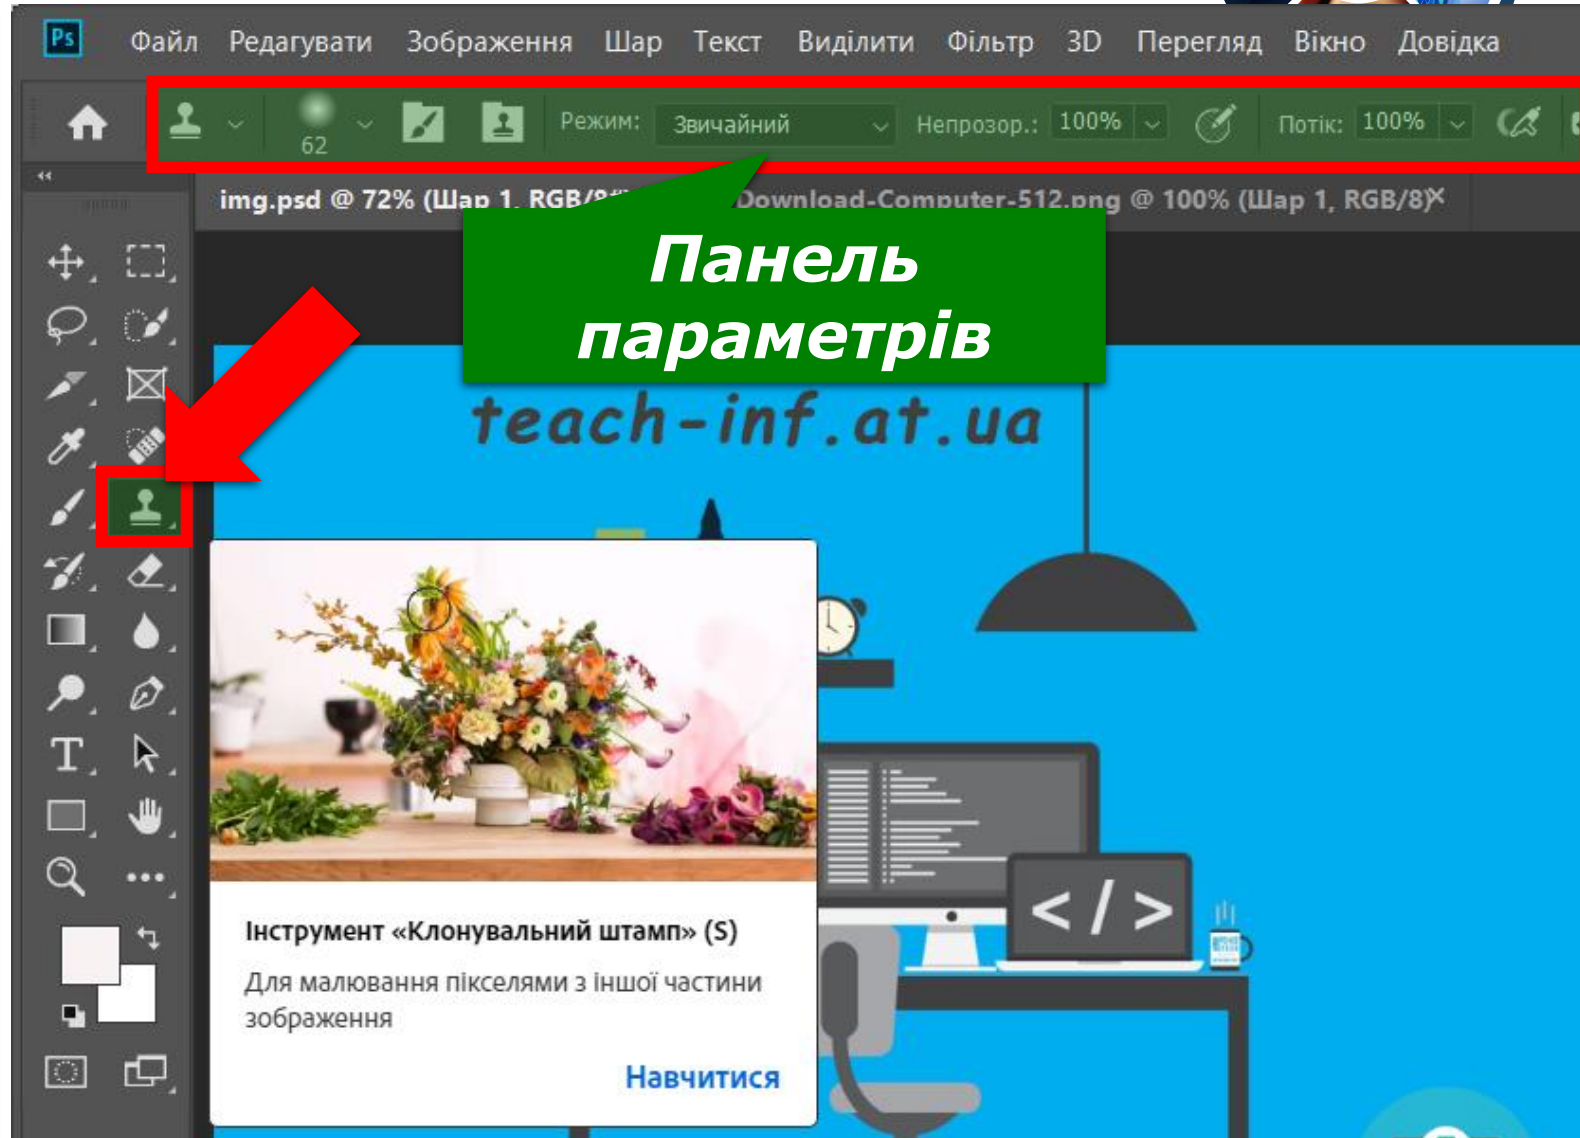 Ps Файл Редагувати Зображення Шар Текст Виділити Фільтр 3D Перегляд Вікно Довідка
62 Режим: Звичайний Непрозор.: 100% Потік: 100%
img.psd @ 72% (Шар 1, RGB/8#) Download-Computer-512.png @ 100% (Шар 1, RGB/8)
Панель
параметрів
teach-inf.at.ua
</>
Інструмент «Клонувальний штамп» (S)
Для малювання пікселями з іншої частини
зображення
Навчитися